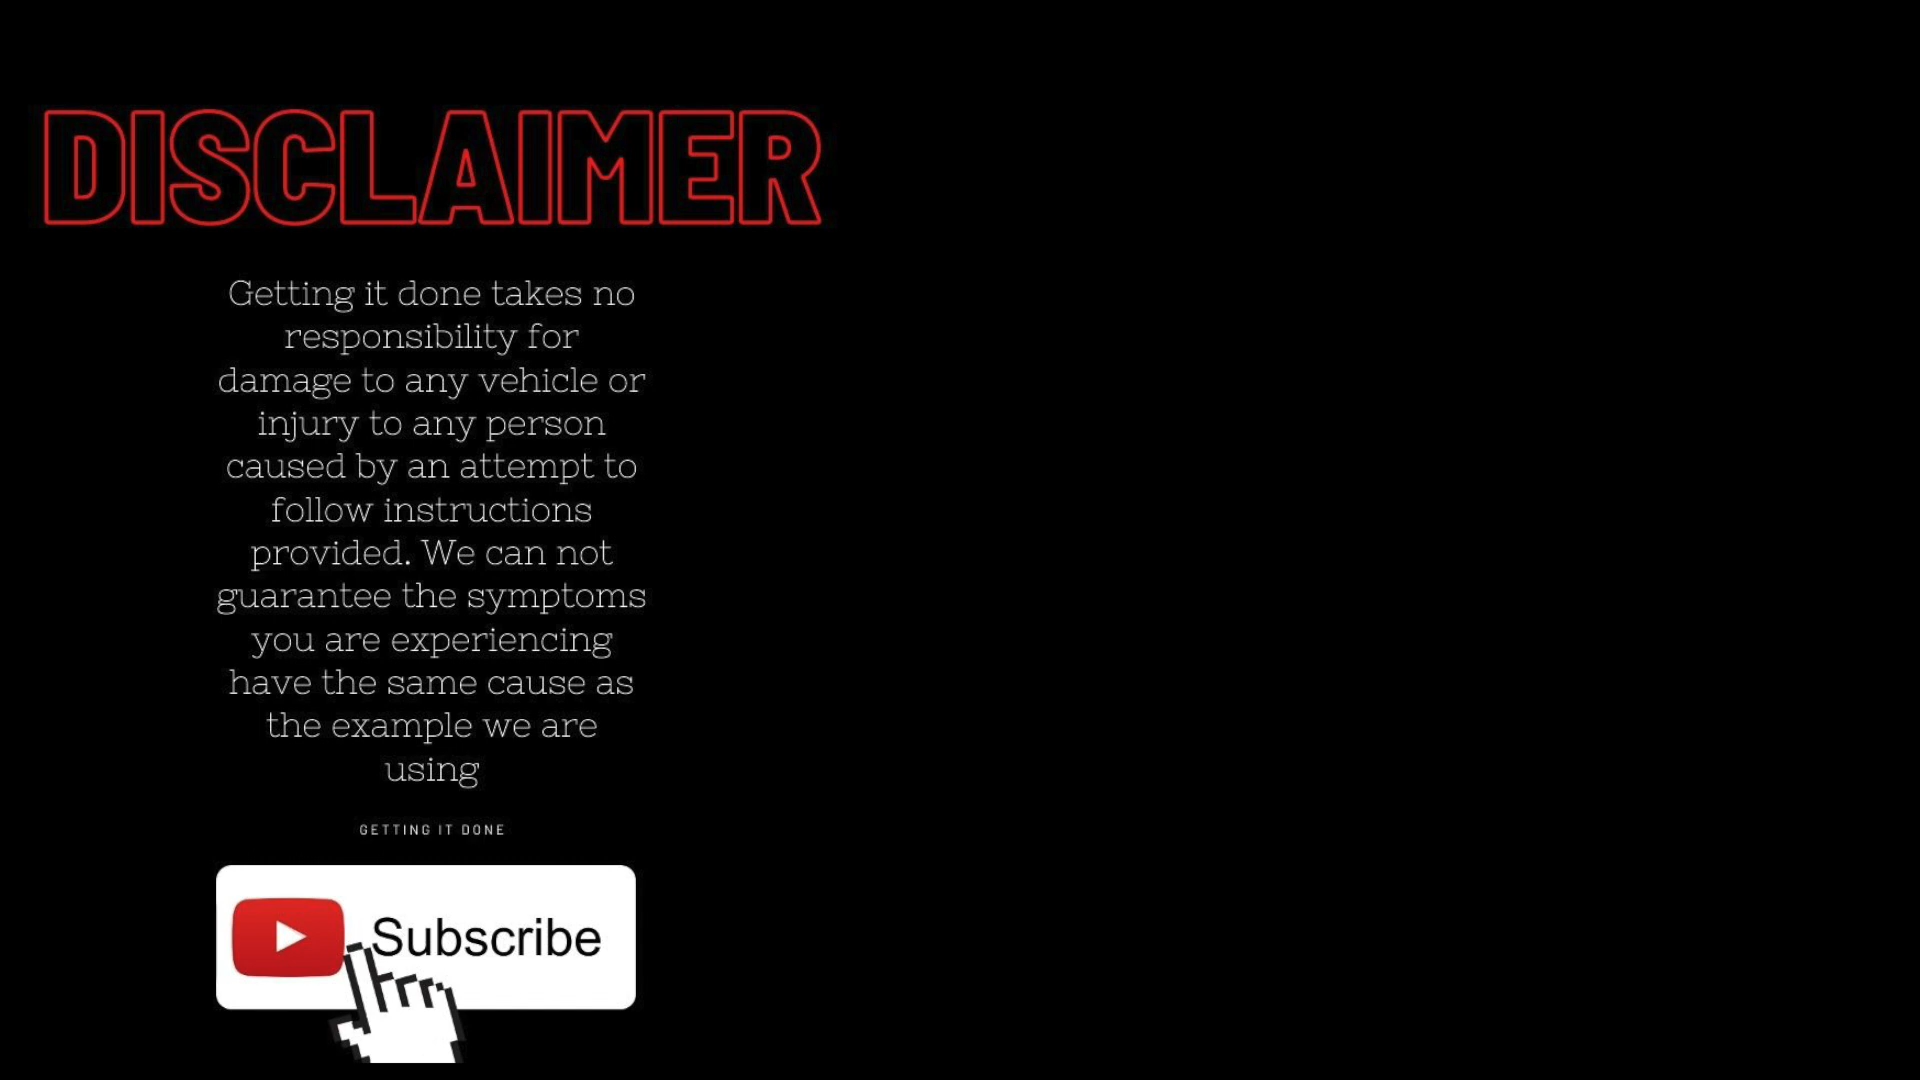 DISCLAIMER
Getting it done takes no
responsibility for
damage to any vehicle or
injury to any person
caused by an attempt to
follow instructions
provided. We can not
guarantee the symptoms
you are experiencing
have the same cause as
the example we are
using
GETTING IT DONE
Subscribe